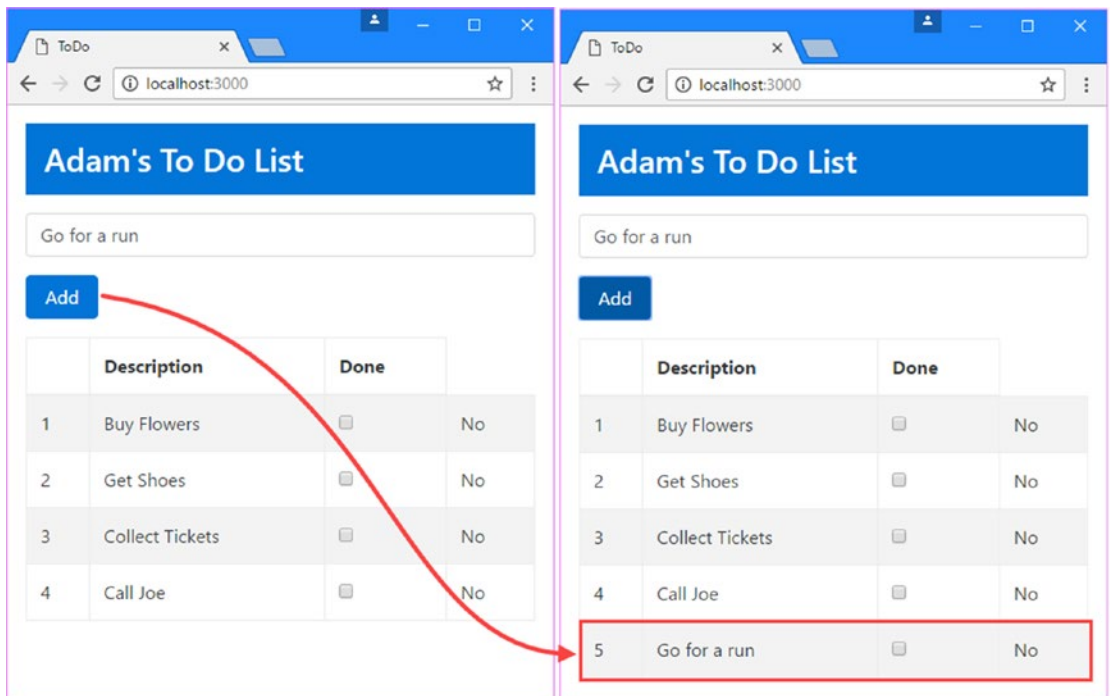 ToDo
localhost:3000
Adam's To Do List
Go for a run
Add
Description Done
1 Buy Flowers No
2 Get Shoes No
3 Collect Tickets No
4 Call Joe No
ToDo
localhost:3000
Adam's To Do List
Go for a run
Add
Description Done
1 Buy Flowers No
2 Get Shoes No
3 Collect Tickets No
4 Call Joe No
5 Go for a run No